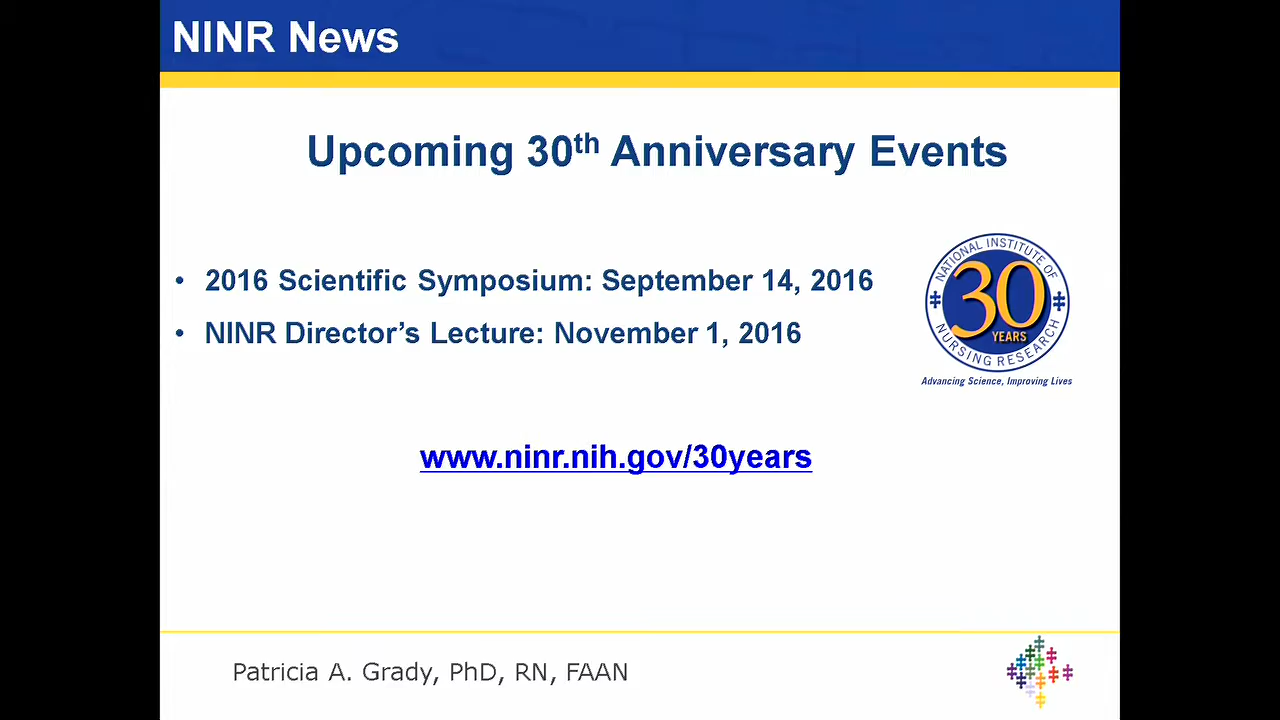 NINR News
Upcoming 30th Anniversary Events
• 2016 Scientific Symposium: September 14, 2016
• NINR Director’s Lecture: November 1, 2016
NATIONAL INSTITUTE OF
30
YEARS
NURSING RESEARCH
Advancing Science, Improving Lives
www.ninr.nih.gov/30years
Patricia A. Grady, PhD, RN, FAAN